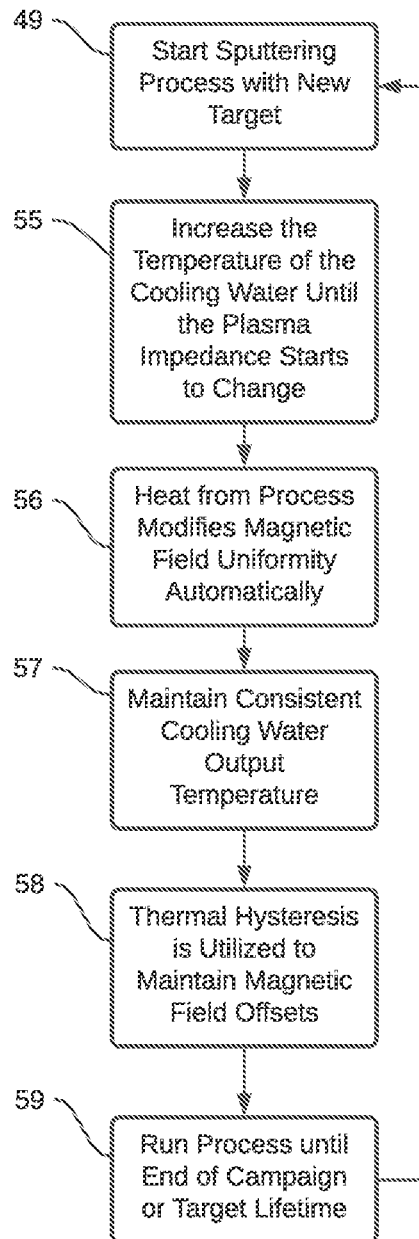 49
Start Sputtering
Process with New
Target
55
Increase the
Temperature of the
Cooling Water Until
the Plasma
Impedance Starts
to Change
56
Heat from Process
Modifies Magnetic
Field Uniformity
Automatically
57
Maintain Consistent
Cooling Water
Output
Temperature
58
Thermal Hysteresis
is Utilized to
Maintain Magnetic
Field Offsets
59
Run Process until
End of Campaign
or Target Lifetime